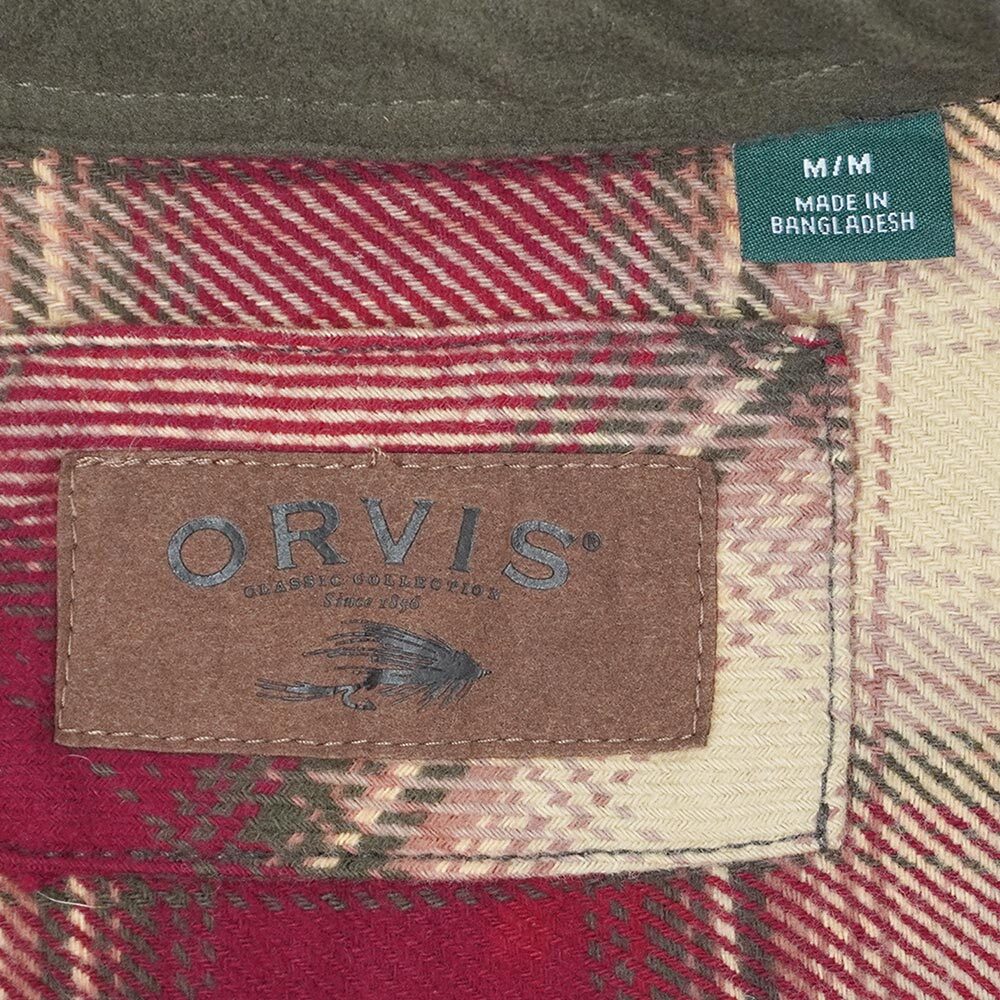 M/M
MADE IN
BANGLADESH
ORVIS®
CLASSIC COLLECTION
Since 1856